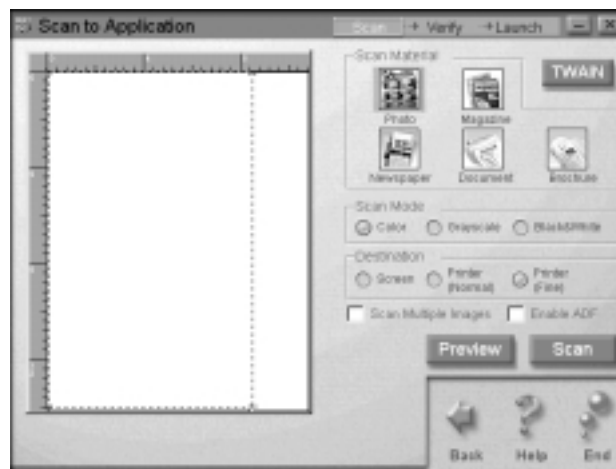 Scan to Application
Scan → Verify → Launch
Scan Material
TWAIN
Photo Magazine
Newspaper Document Brochure
Scan Mode
Color Grayscale Black&White
Destination
Screen Printer (Normal) Printer (Fine)
Scan Multiple Images Enable ADF
Preview Scan
Back Help End